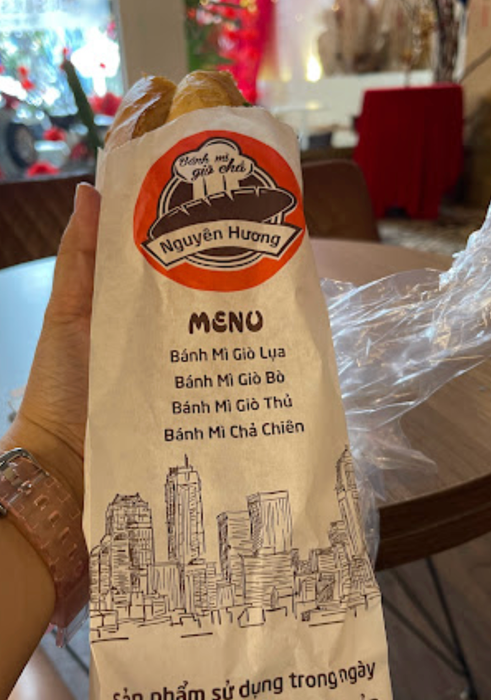 Bánh mì
giò chả
Nguyên Hương
MENU
Bánh Mì Giò Lụa
Bánh Mì Giò Bò
Bánh Mì Giò Thủ
Bánh Mì Chả Chiên
Sản phẩm sử dụng trong ngày